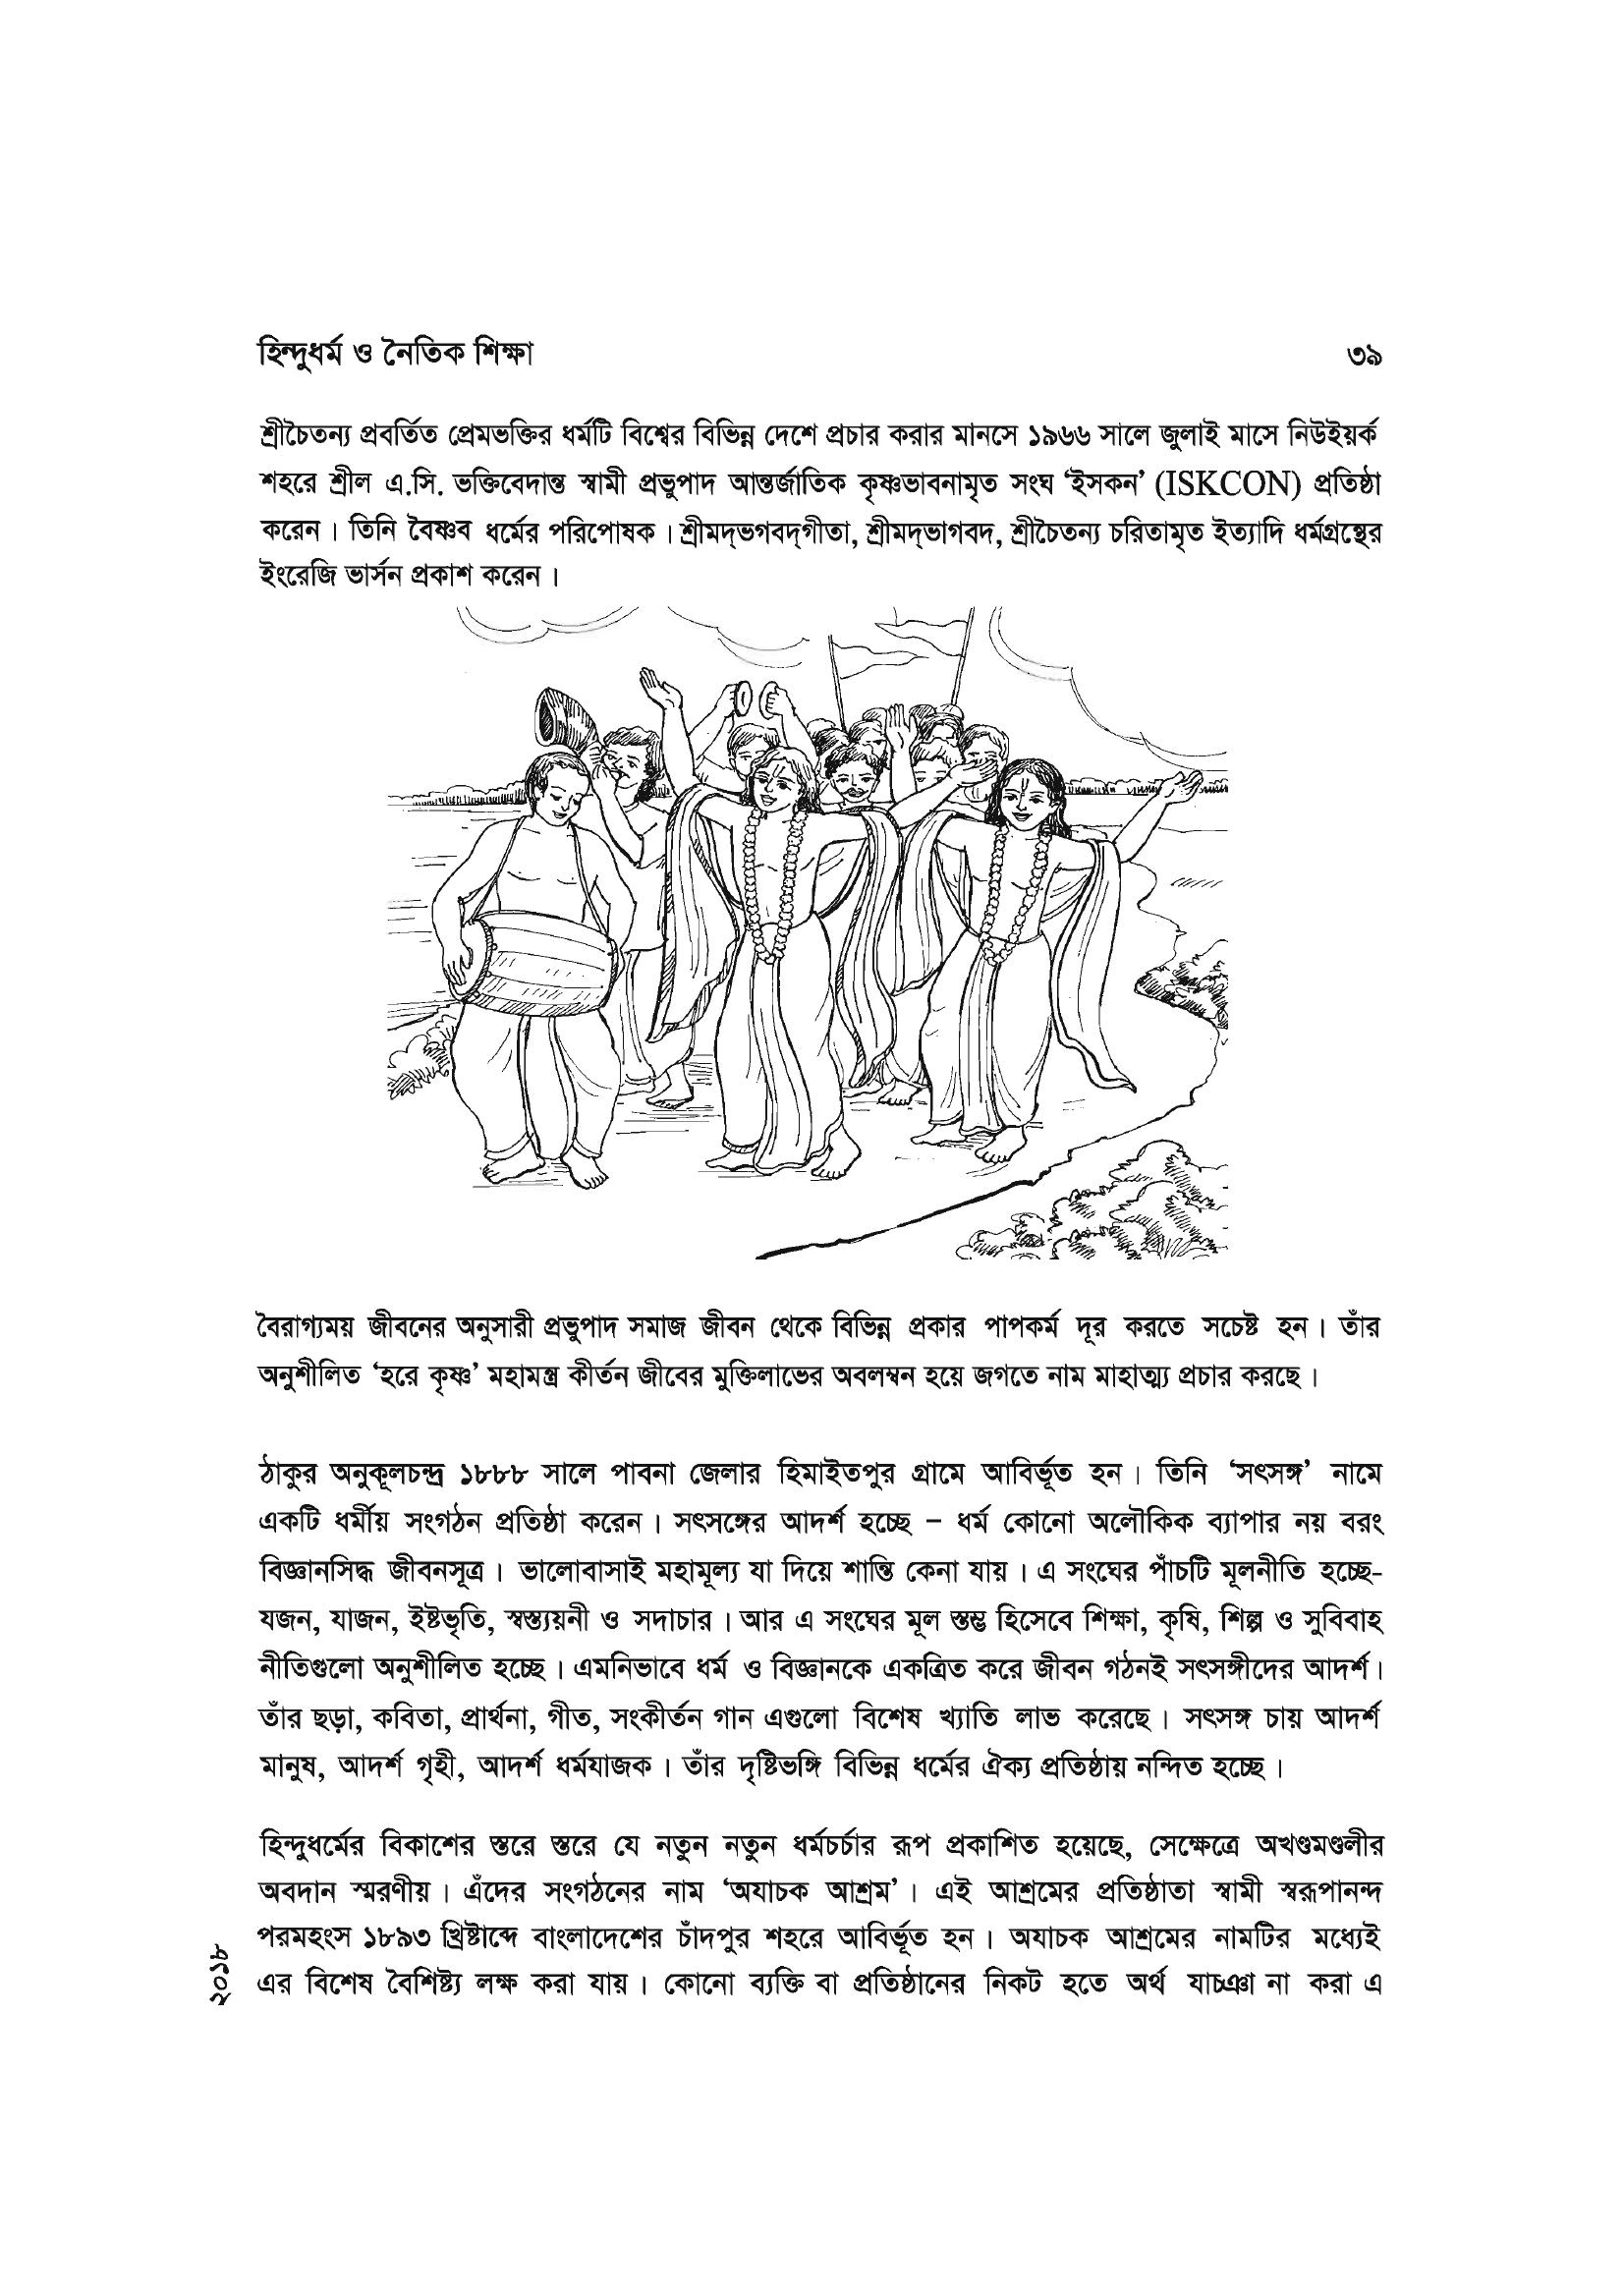 হিন্দুধর্ম ও নৈতিক শিক্ষা ৩৯
শ্রীচৈতন্য প্রবর্তিত প্রেমভক্তির ধর্মটি বিশ্বের বিভিন্ন দেশে প্রচার করার মানসে ১৯৬৬ সালে জুলাই মাসে নিউইয়র্ক
শহরে শ্রীল এ.সি. ভক্তিবেদান্ত স্বামী প্রভুপাদ আন্তর্জাতিক কৃষ্ণভাবনামৃত সংঘ ‘ইসকন’ (ISKCON) প্রতিষ্ঠা
করেন। তিনি বৈষ্ণব ধর্মের পরিপোষক। শ্রীমদ্‌ভগবদ্‌গীতা, শ্রীমদ্‌ভাগবদ, শ্রীচৈতন্য চরিতামৃত ইত্যাদি ধর্মগ্রন্থের
ইংরেজি ভার্সন প্রকাশ করেন।
বৈরাগ্যময় জীবনের অনুসারী প্রভুপাদ সমাজ জীবন থেকে বিভিন্ন প্রকার পাপকর্ম দূর করতে সচেষ্ট হন। তাঁর
অনুশীলিত ‘হরে কৃষ্ণ’ মহামন্ত্র কীর্তন জীবের মুক্তিলাভের অবলম্বন হয়ে জগতে নাম মাহাত্ম্য প্রচার করছে।
ঠাকুর অনুকূলচন্দ্র ১৮৮৮ সালে পাবনা জেলার হিমাইতপুর গ্রামে আবির্ভূত হন। তিনি ‘সৎসঙ্গ’ নামে
একটি ধর্মীয় সংগঠন প্রতিষ্ঠা করেন। সৎসঙ্গের আদর্শ হচ্ছে – ধর্ম কোনো অলৌকিক ব্যাপার নয় বরং
বিজ্ঞানসিদ্ধ জীবনসূত্র। ভালোবাসাই মহামূল্য যা দিয়ে শান্তি কেনা যায়। এ সংঘের পাঁচটি মূলনীতি হচ্ছে-
যজন, যাজন, ইষ্টভৃতি, স্বস্ত্যয়নী ও সদাচার। আর এ সংঘের মূল স্তম্ভ হিসেবে শিক্ষা, কৃষি, শিল্প ও সুবিবাহ
নীতিগুলো অনুশীলিত হচ্ছে। এমনিভাবে ধর্ম ও বিজ্ঞানকে একত্রিত করে জীবন গঠনই সৎসঙ্গীদের আদর্শ।
তাঁর ছড়া, কবিতা, প্রার্থনা, গীত, সংকীর্তন গান এগুলো বিশেষ খ্যাতি লাভ করেছে। সৎসঙ্গ চায় আদর্শ
মানুষ, আদর্শ গৃহী, আদর্শ ধর্মযাজক। তাঁর দৃষ্টিভঙ্গি বিভিন্ন ধর্মের ঐক্য প্রতিষ্ঠায় নন্দিত হচ্ছে।
হিন্দুধর্মের বিকাশের স্তরে স্তরে যে নতুন নতুন ধর্মচর্চার রূপ প্রকাশিত হয়েছে, সেক্ষেত্রে অখণ্ডমণ্ডলীর
অবদান স্মরণীয়। এঁদের সংগঠনের নাম ‘অযাচক আশ্রম’। এই আশ্রমের প্রতিষ্ঠাতা স্বামী স্বরূপানন্দ
পরমহংস ১৮৯৩ খ্রিষ্টাব্দে বাংলাদেশের চাঁদপুর শহরে আবির্ভূত হন। অযাচক আশ্রমের নামটির মধ্যেই
এর বিশেষ বৈশিষ্ট্য লক্ষ করা যায়। কোনো ব্যক্তি বা প্রতিষ্ঠানের নিকট হতে অর্থ যাচঞা না করা এ
২০১৮